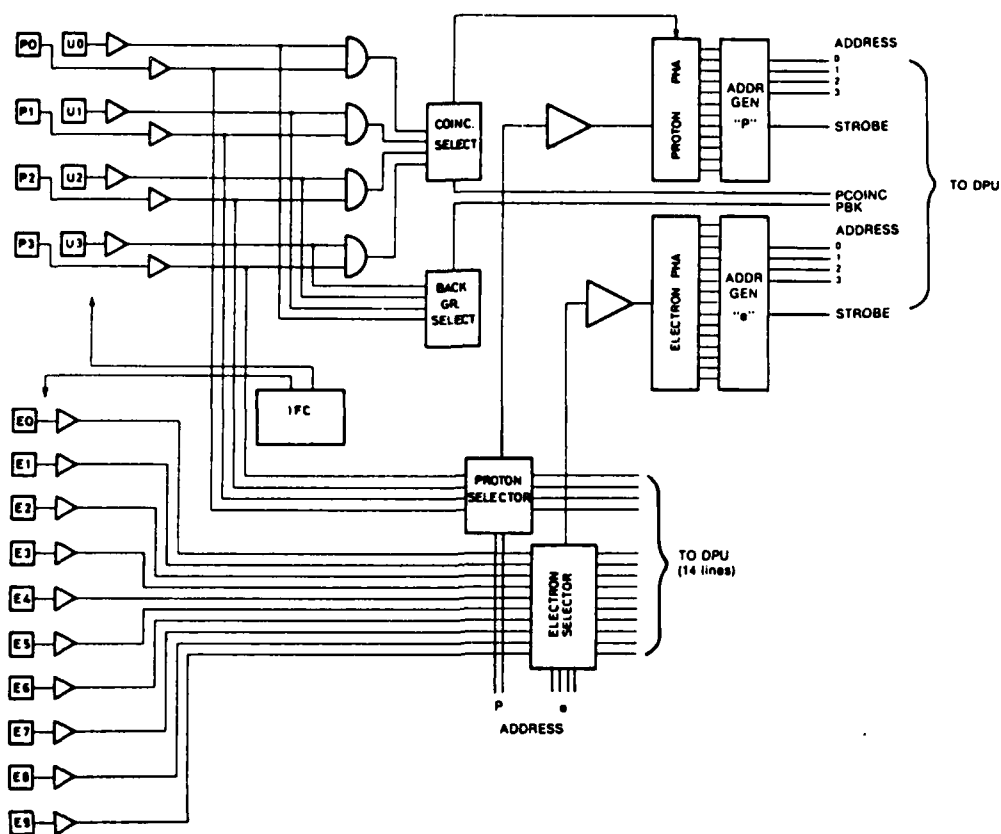 P0 U0
P1 U1
P2 U2
P3 U3
COINC.
SELECT
BACK
GR.
SELECT
IFC
PROTON PHA
ADDR
GEN
"P"
ADDRESS
0
1
2
3
STROBE
PCOINC
PBK
TO DPU
ELECTRON PHA
ADDR
GEN
"e"
ADDRESS
0
1
2
3
STROBE
E0
E1
E2
E3
E4
E5
E6
E7
E8
E9
PROTON
SELECTOR
ELECTRON
SELECTOR
TO DPU
(14 lines)
P e
ADDRESS